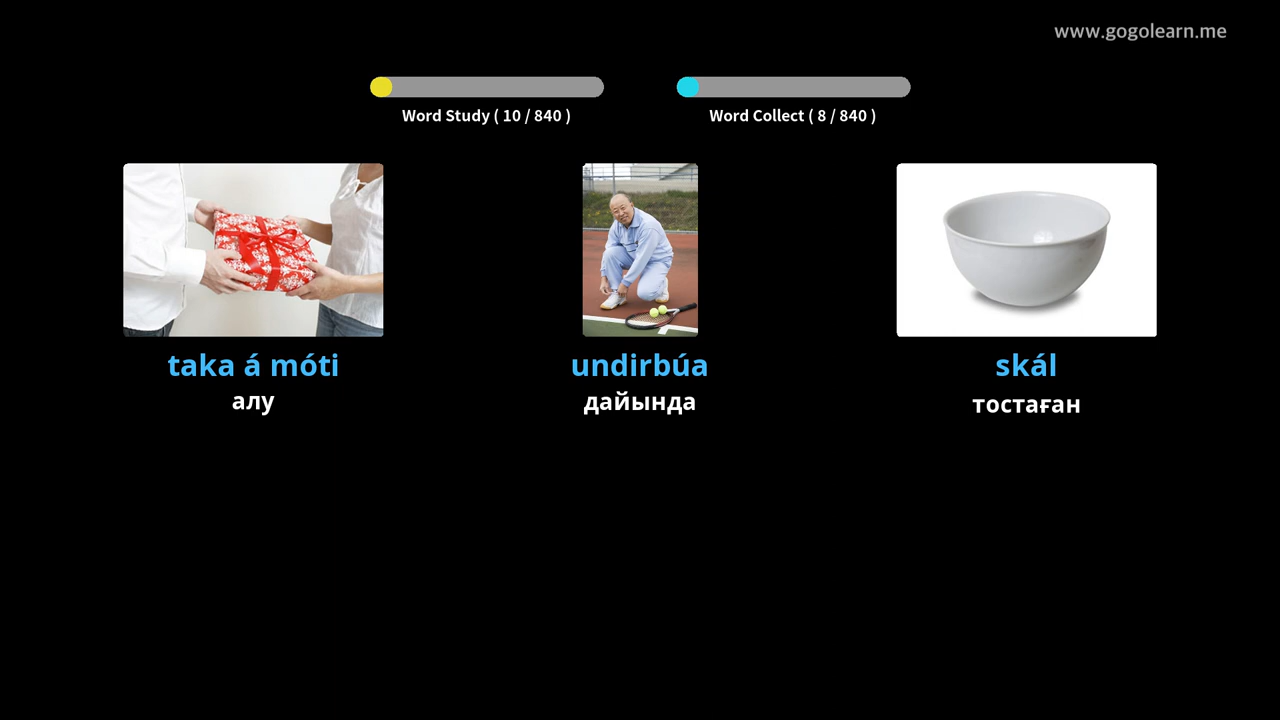 www.gogolearn.me
Word Study ( 10 / 840 )
Word Collect ( 8 / 840 )
taka á móti
алу
undirbúa
дайында
skál
тостаған